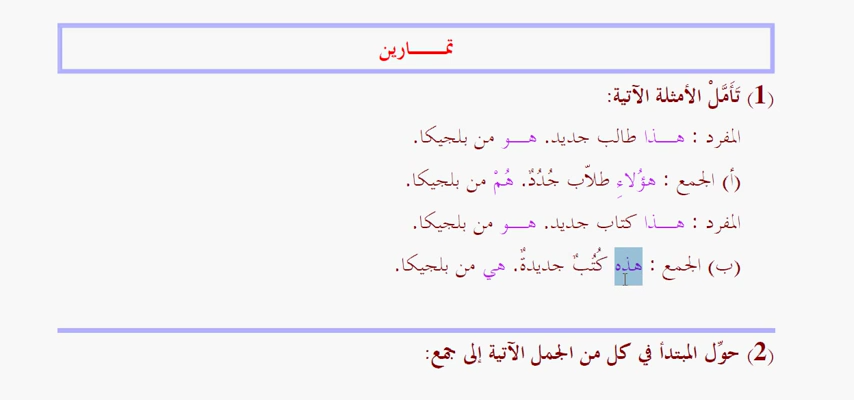 تمـــارين
(1) تَأَمَّلْ الأمثلة الآتية:
المفرد : هـــذا طالب جديد. هـــو من بلجيكا.
(أ) الجمع : هؤُلاءِ طلاّب جُدُدٌ. هُمْ من بلجيكا.
المفرد : هـــذا كتاب جديد. هـــو من بلجيكا.
(ب) الجمع : هذه كُتُبٌ جديدةٌ. هي من بلجيكا.
(2) حوِّل المبتدأ في كل من الجمل الآتية إلى جمع: